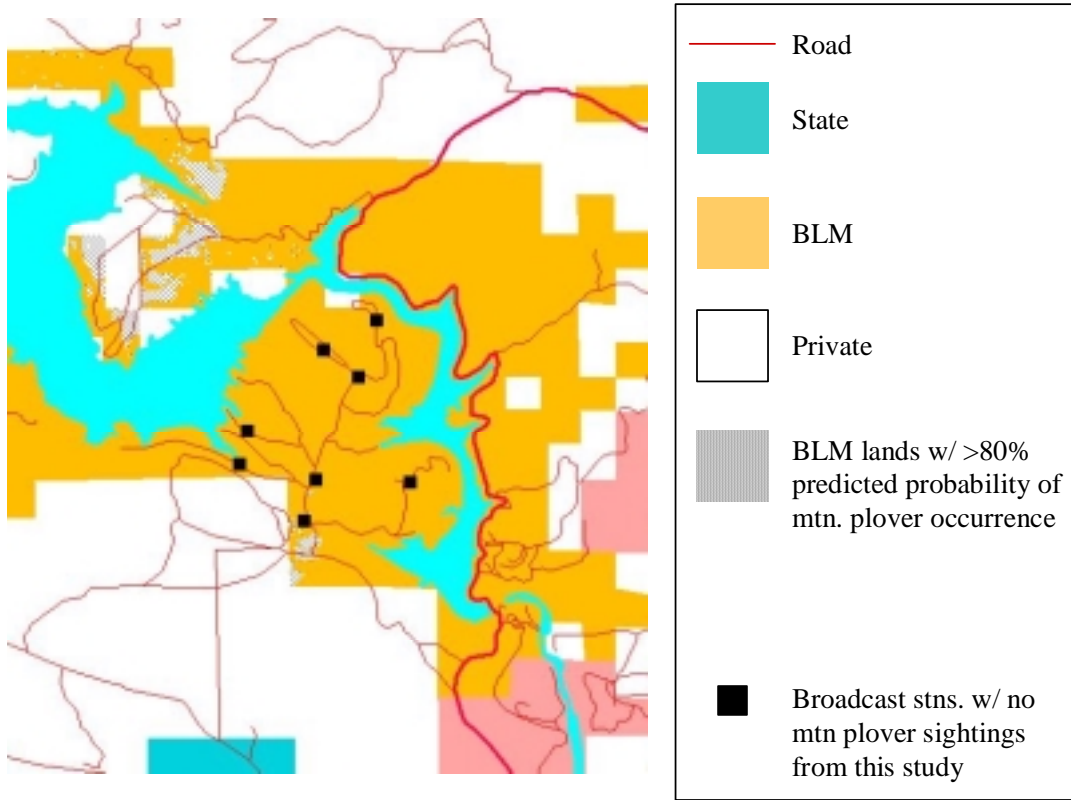 Road
State
BLM
Private
BLM lands w/ >80%
predicted probability of
mtn. plover occurrence
Broadcast stns. w/ no
mtn plover sightings
from this study